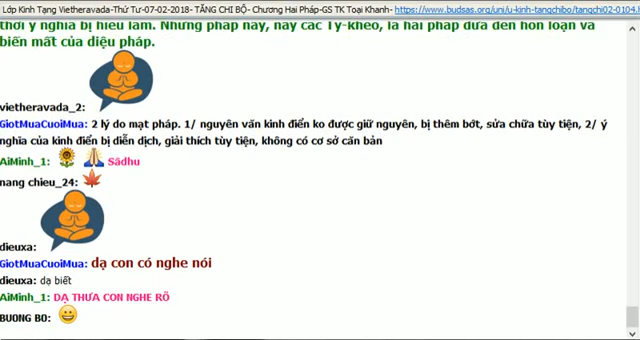 Lớp Kinh Tạng Vietheravada-Thứ Tư-07-02-2018- TĂNG CHI BỘ- Chương Hai Pháp-GS TK Toại Khanh- https://www.budsas.org/uni/u-kinh-tangchibo/tangchi02-0104.h
thời ý nghĩa bị hiểu lầm. Những pháp này, này các Tỷ-kheo, là hai pháp đưa đến hỗn loạn và
biến mất của diệu pháp.
vietheravada_2:
GiotMuaCuoiMua: 2 lý do mạt pháp. 1/ nguyên văn kinh điển ko được giữ nguyên, bị thêm bớt, sửa chữa tùy tiện, 2/ ý
nghĩa của kinh điển bị diễn dịch, giải thích tùy tiện, không có cơ sở căn bản
AiMinh_1: Sādhu
nang chieu_24:
dieuxa:
GiotMuaCuoiMua: dạ con có nghe nói
dieuxa: dạ biết
AiMinh_1: DẠ THƯA CON NGHE RÕ
BUONG BO: